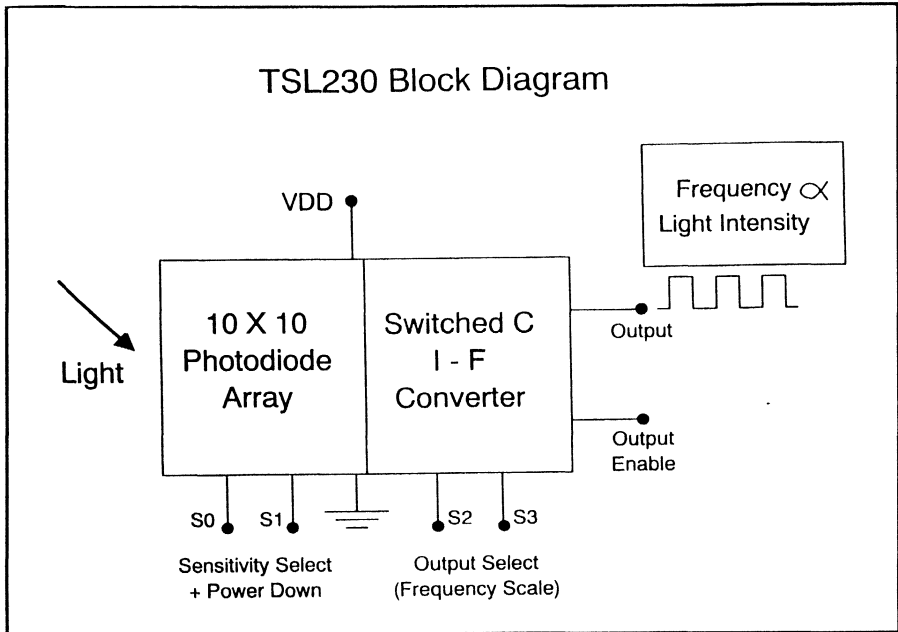 TSL230 Block Diagram
Frequency ∝
Light Intensity
VDD
10 X 10
Photodiode
Array
Switched C
I - F
Converter
Light
Output
Output
Enable
S0
S1
S2
S3
Sensitivity Select
+ Power Down
Output Select
(Frequency Scale)